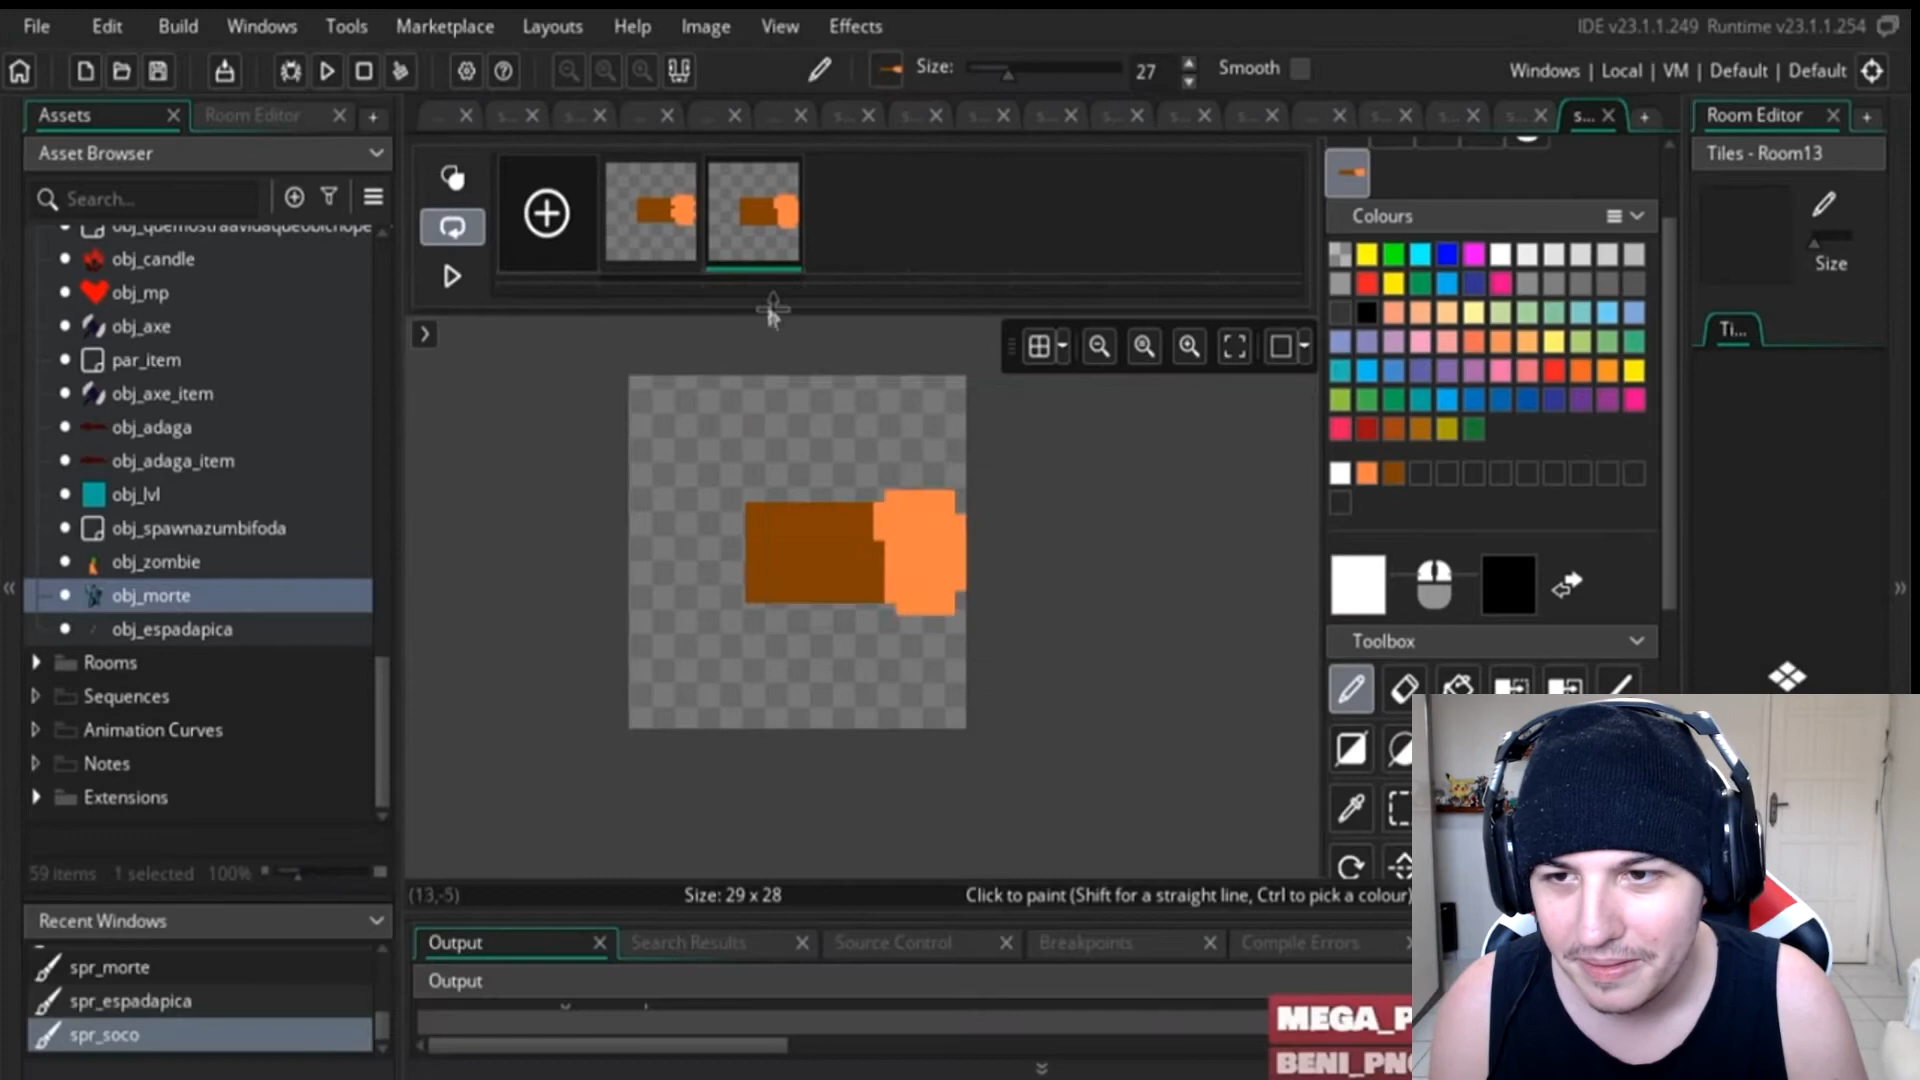 File Edit Build Windows Tools Marketplace Layouts Help Image View Effects IDE v23.1.1.249 Runtime v23.1.1.254
Size: 27 Smooth Windows | Local | VM | Default | Default
Assets Room Editor
s... Room Editor
Asset Browser
Tiles - Room13
Search...
Colours
Size
obj_candle
obj_mp
obj_axe
par_item
Ti...
obj_axe_item
obj_adaga
obj_adaga_item
obj_lvl
obj_spawnazumbifoda
obj_zombie
obj_morte
obj_espadapica
Toolbox
Rooms
Sequences
Animation Curves
Notes
Extensions
59 items 1 selected 100%
(13,-5) Size: 29 x 28 Click to paint (Shift for a straight line, Ctrl to pick a colour)
Recent Windows
Output Search Results Source Control Breakpoints Compile Errors
Output
spr_morte
spr_espadapica
spr_soco
MEGA_P
BENI_PNG